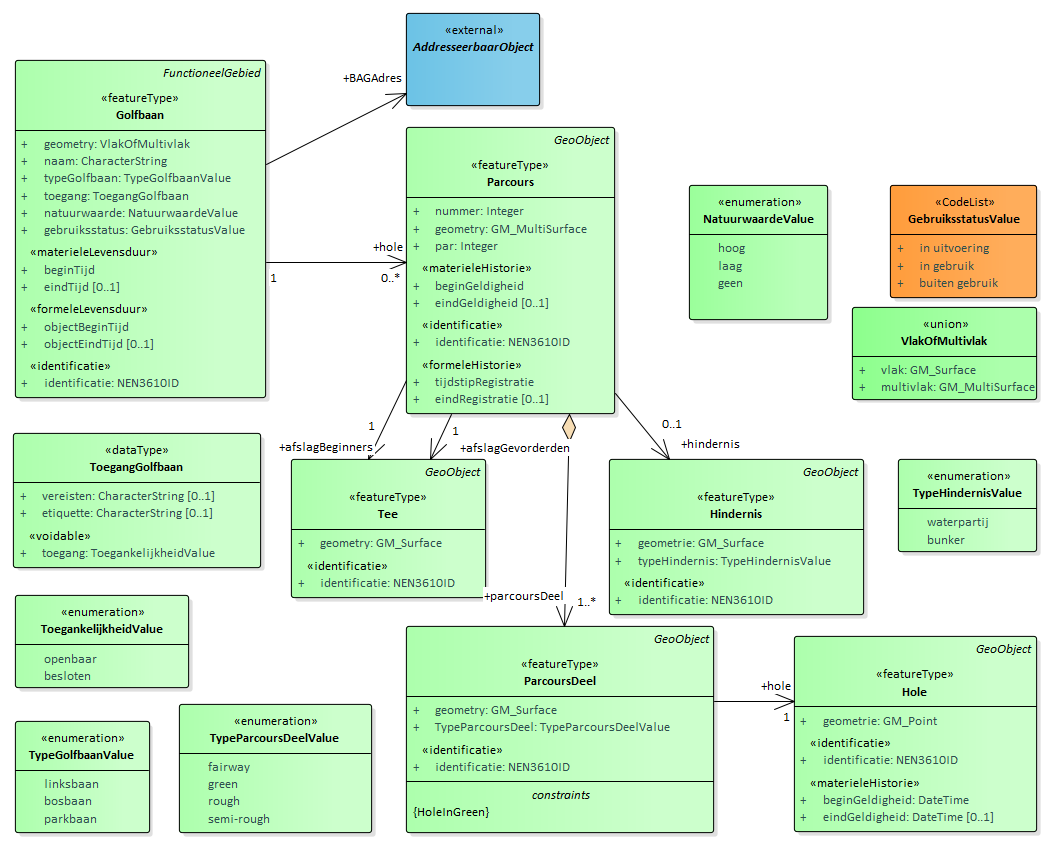 «external»
AddresseerbaarObject
FunctioneelGebied
«featureType»
Golfbaan
+ geometry: VlakOfMultivlak
+ naam: CharacterString
+ typeGolfbaan: TypeGolfbaanValue
+ toegang: ToegangGolfbaan
+ natuurwaarde: NatuurwaardeValue
+ gebruiksstatus: GebruiksstatusValue
«materieleLevensduur»
+ beginTijd
+ eindTijd [0..1]
«formeleLevensduur»
+ objectBeginTijd
+ objectEindTijd [0..1]
«identificatie»
+ identificatie: NEN3610ID
+BAGAdres
+hole
1
0..*
GeoObject
«featureType»
Parcours
+ nummer: Integer
+ geometry: GM_MultiSurface
+ par: Integer
«materieleHistorie»
+ beginGeldigheid
+ eindGeldigheid [0..1]
«identificatie»
+ identificatie: NEN3610ID
«formeleHistorie»
+ tijdstipRegistratie
+ eindRegistratie [0..1]
«enumeration»
NatuurwaardeValue
hoog
laag
geen
«CodeList»
GebruiksstatusValue
+ in uitvoering
+ in gebruik
+ buiten gebruik
«union»
VlakOfMultivlak
+ vlak: GM_Surface
+ multivlak: GM_MultiSurface
1
+afslagBeginners
1
+afslagGevorderden
0..1
+hindernis
«dataType»
ToegangGolfbaan
+ vereisten: CharacterString [0..1]
+ etiquette: CharacterString [0..1]
«voidable»
+ toegang: ToegankelijkheidValue
GeoObject
«featureType»
Tee
+ geometry: GM_Surface
«identificatie»
+ identificatie: NEN3610ID
GeoObject
«featureType»
Hindernis
+ geometrie: GM_Surface
+ typeHindernis: TypeHindernisValue
«identificatie»
+ identificatie: NEN3610ID
«enumeration»
TypeHindernisValue
waterpartij
bunker
+parcoursDeel
1..*
«enumeration»
ToegankelijkheidValue
openbaar
besloten
GeoObject
«featureType»
ParcoursDeel
+ geometry: GM_Surface
+ TypeParcoursDeel: TypeParcoursDeelValue
«identificatie»
+ identificatie: NEN3610ID
constraints
{HoleInGreen}
+hole
1
GeoObject
«featureType»
Hole
+ geometrie: GM_Point
«identificatie»
+ identificatie: NEN3610ID
«materieleHistorie»
+ beginGeldigheid: DateTime
+ eindGeldigheid: DateTime [0..1]
«enumeration»
TypeGolfbaanValue
linksbaan
bosbaan
parkbaan
«enumeration»
TypeParcoursDeelValue
fairway
green
rough
semi-rough